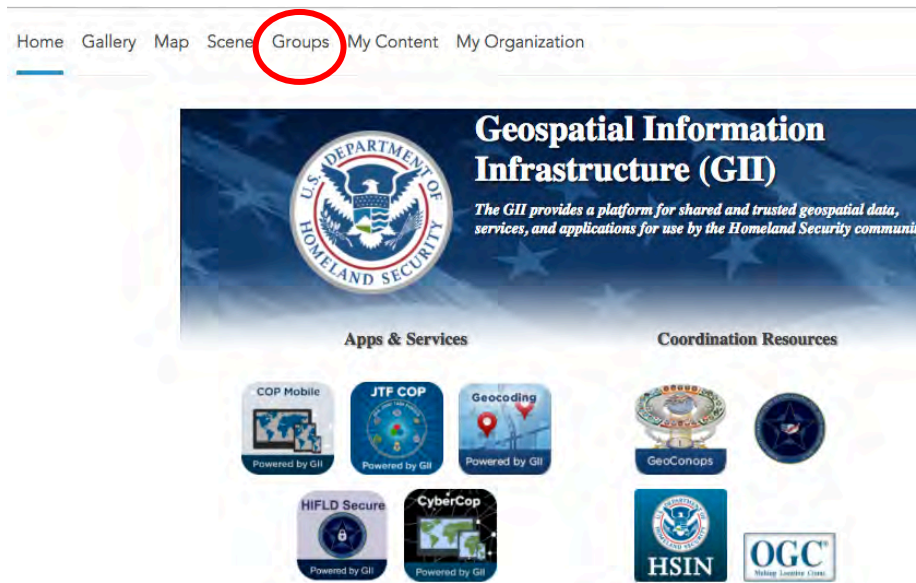 Home Gallery Map Scene Groups My Content My Organization
Geospatial Information
Infrastructure (GII)
The GII provides a platform for shared and trusted geospatial data,
services, and applications for use by the Homeland Security
U.S. DEPARTMENT OF
HOMELAND SECURITY
Apps & Services
Coordination Resources
COP Mobile
Powered by GII
JTF COP
Powered by GII
Geocoding
Powered by GII
GeoConops
HIFLD Secure
Powered by GII
CyberCop
Powered by GII
HSIN
OGC